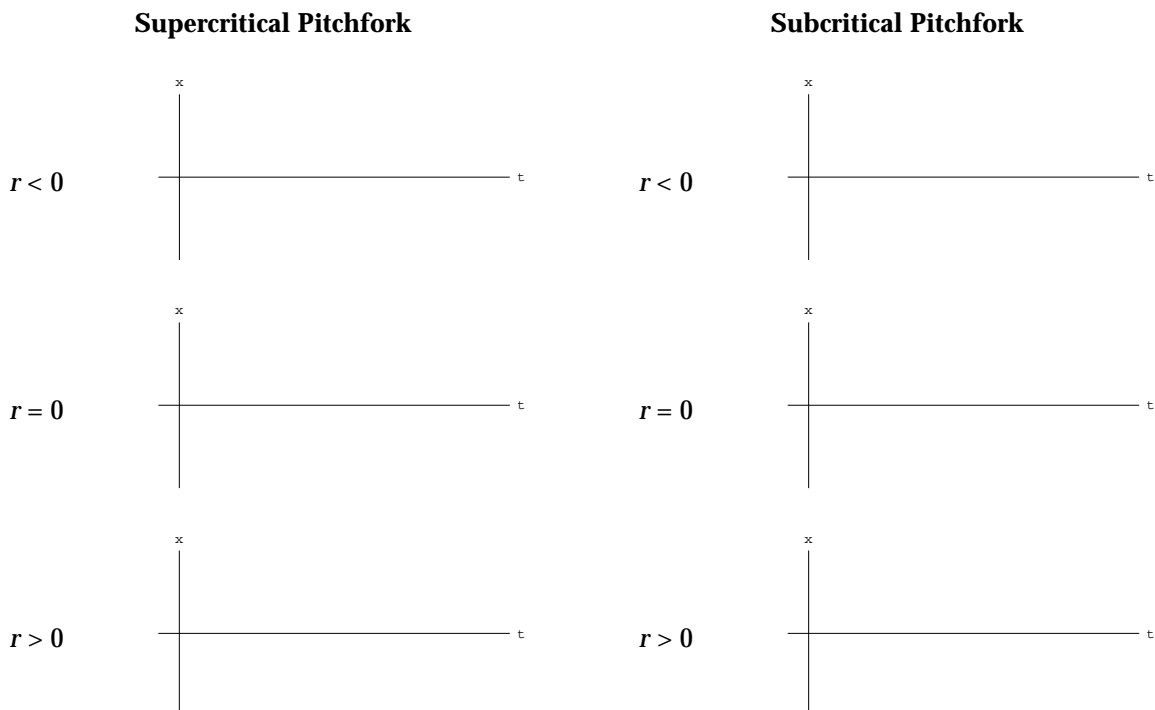 Supercritical Pitchfork
Subcritical Pitchfork
x
x
r < 0
t
r < 0
t
x
x
r = 0
t
r = 0
t
x
x
r > 0
t
r > 0
t